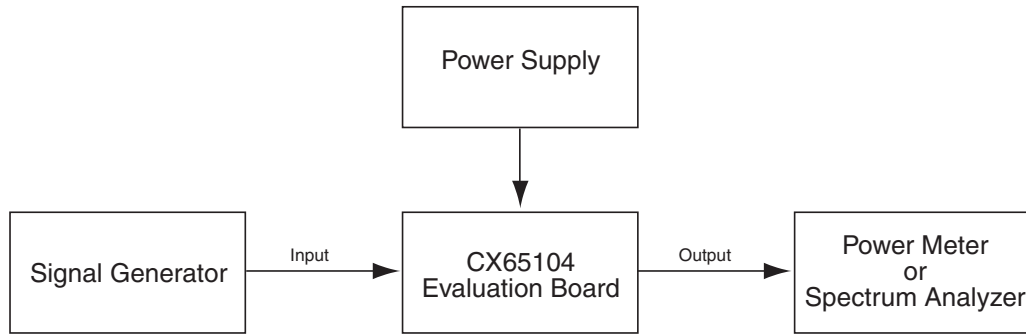 Power Supply
Signal Generator
Input
CX65104
Evaluation Board
Output
Power Meter
or
Spectrum Analyzer